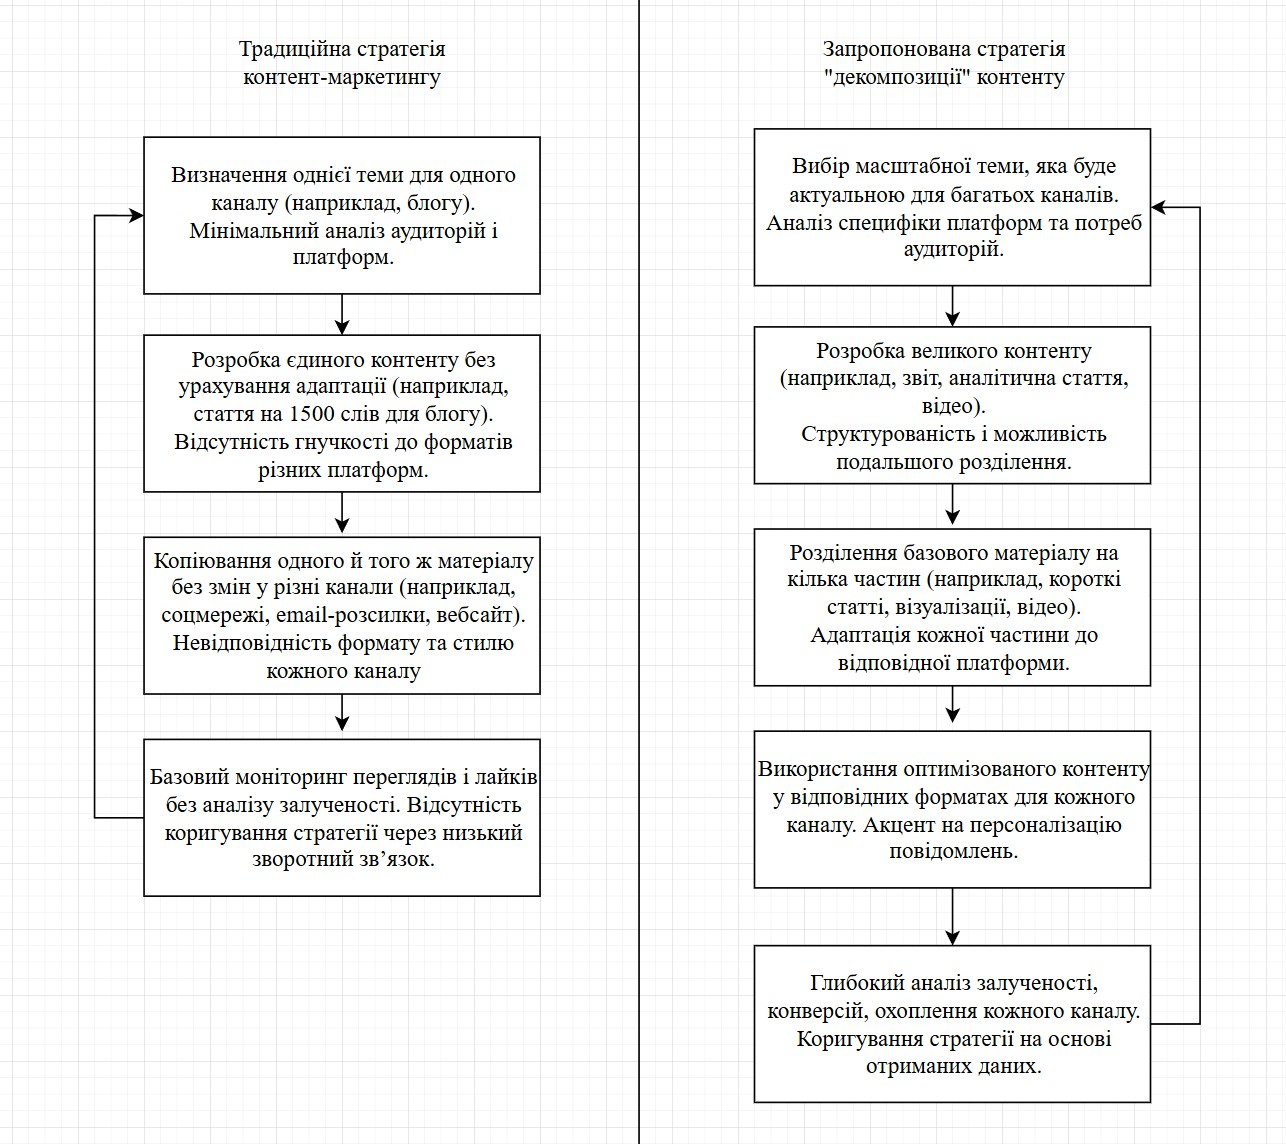 Традиційна стратегія
контент-маркетингу
Визначення однієї теми для одного
каналу (наприклад, блогу).
Мінімальний аналіз аудиторій і
платформ.
Розробка єдиного контенту без
урахування адаптації (наприклад,
стаття на 1500 слів для блогу).
Відсутність гнучкості до форматів
різних платформ.
Копіювання одного й того ж матеріалу
без змін у різні канали (наприклад,
соцмережі, email-розсилки, вебсайт).
Невідповідність формату та стилю
кожного каналу
Базовий моніторинг переглядів і лайків
без аналізу залученості. Відсутність
коригування стратегії через низький
зворотний зв’язок.
Запропонована стратегія
"декомпозиції" контенту
Вибір масштабної теми, яка буде
актуальною для багатьох каналів.
Аналіз специфіки платформ та потреб
аудиторій.
Розробка великого контенту
(наприклад, звіт, аналітична стаття,
відео).
Структурованість і можливість
подальшого розділення.
Розділення базового матеріалу на
кілька частин (наприклад, короткі
статті, візуалізації, відео).
Адаптація кожної частини до
відповідної платформи.
Використання оптимізованого контенту
у відповідних форматах для кожного
каналу. Акцент на персоналізацію
повідомлень.
Глибокий аналіз залученості,
конверсій, охоплення кожного каналу.
Коригування стратегії на основі
отриманих даних.